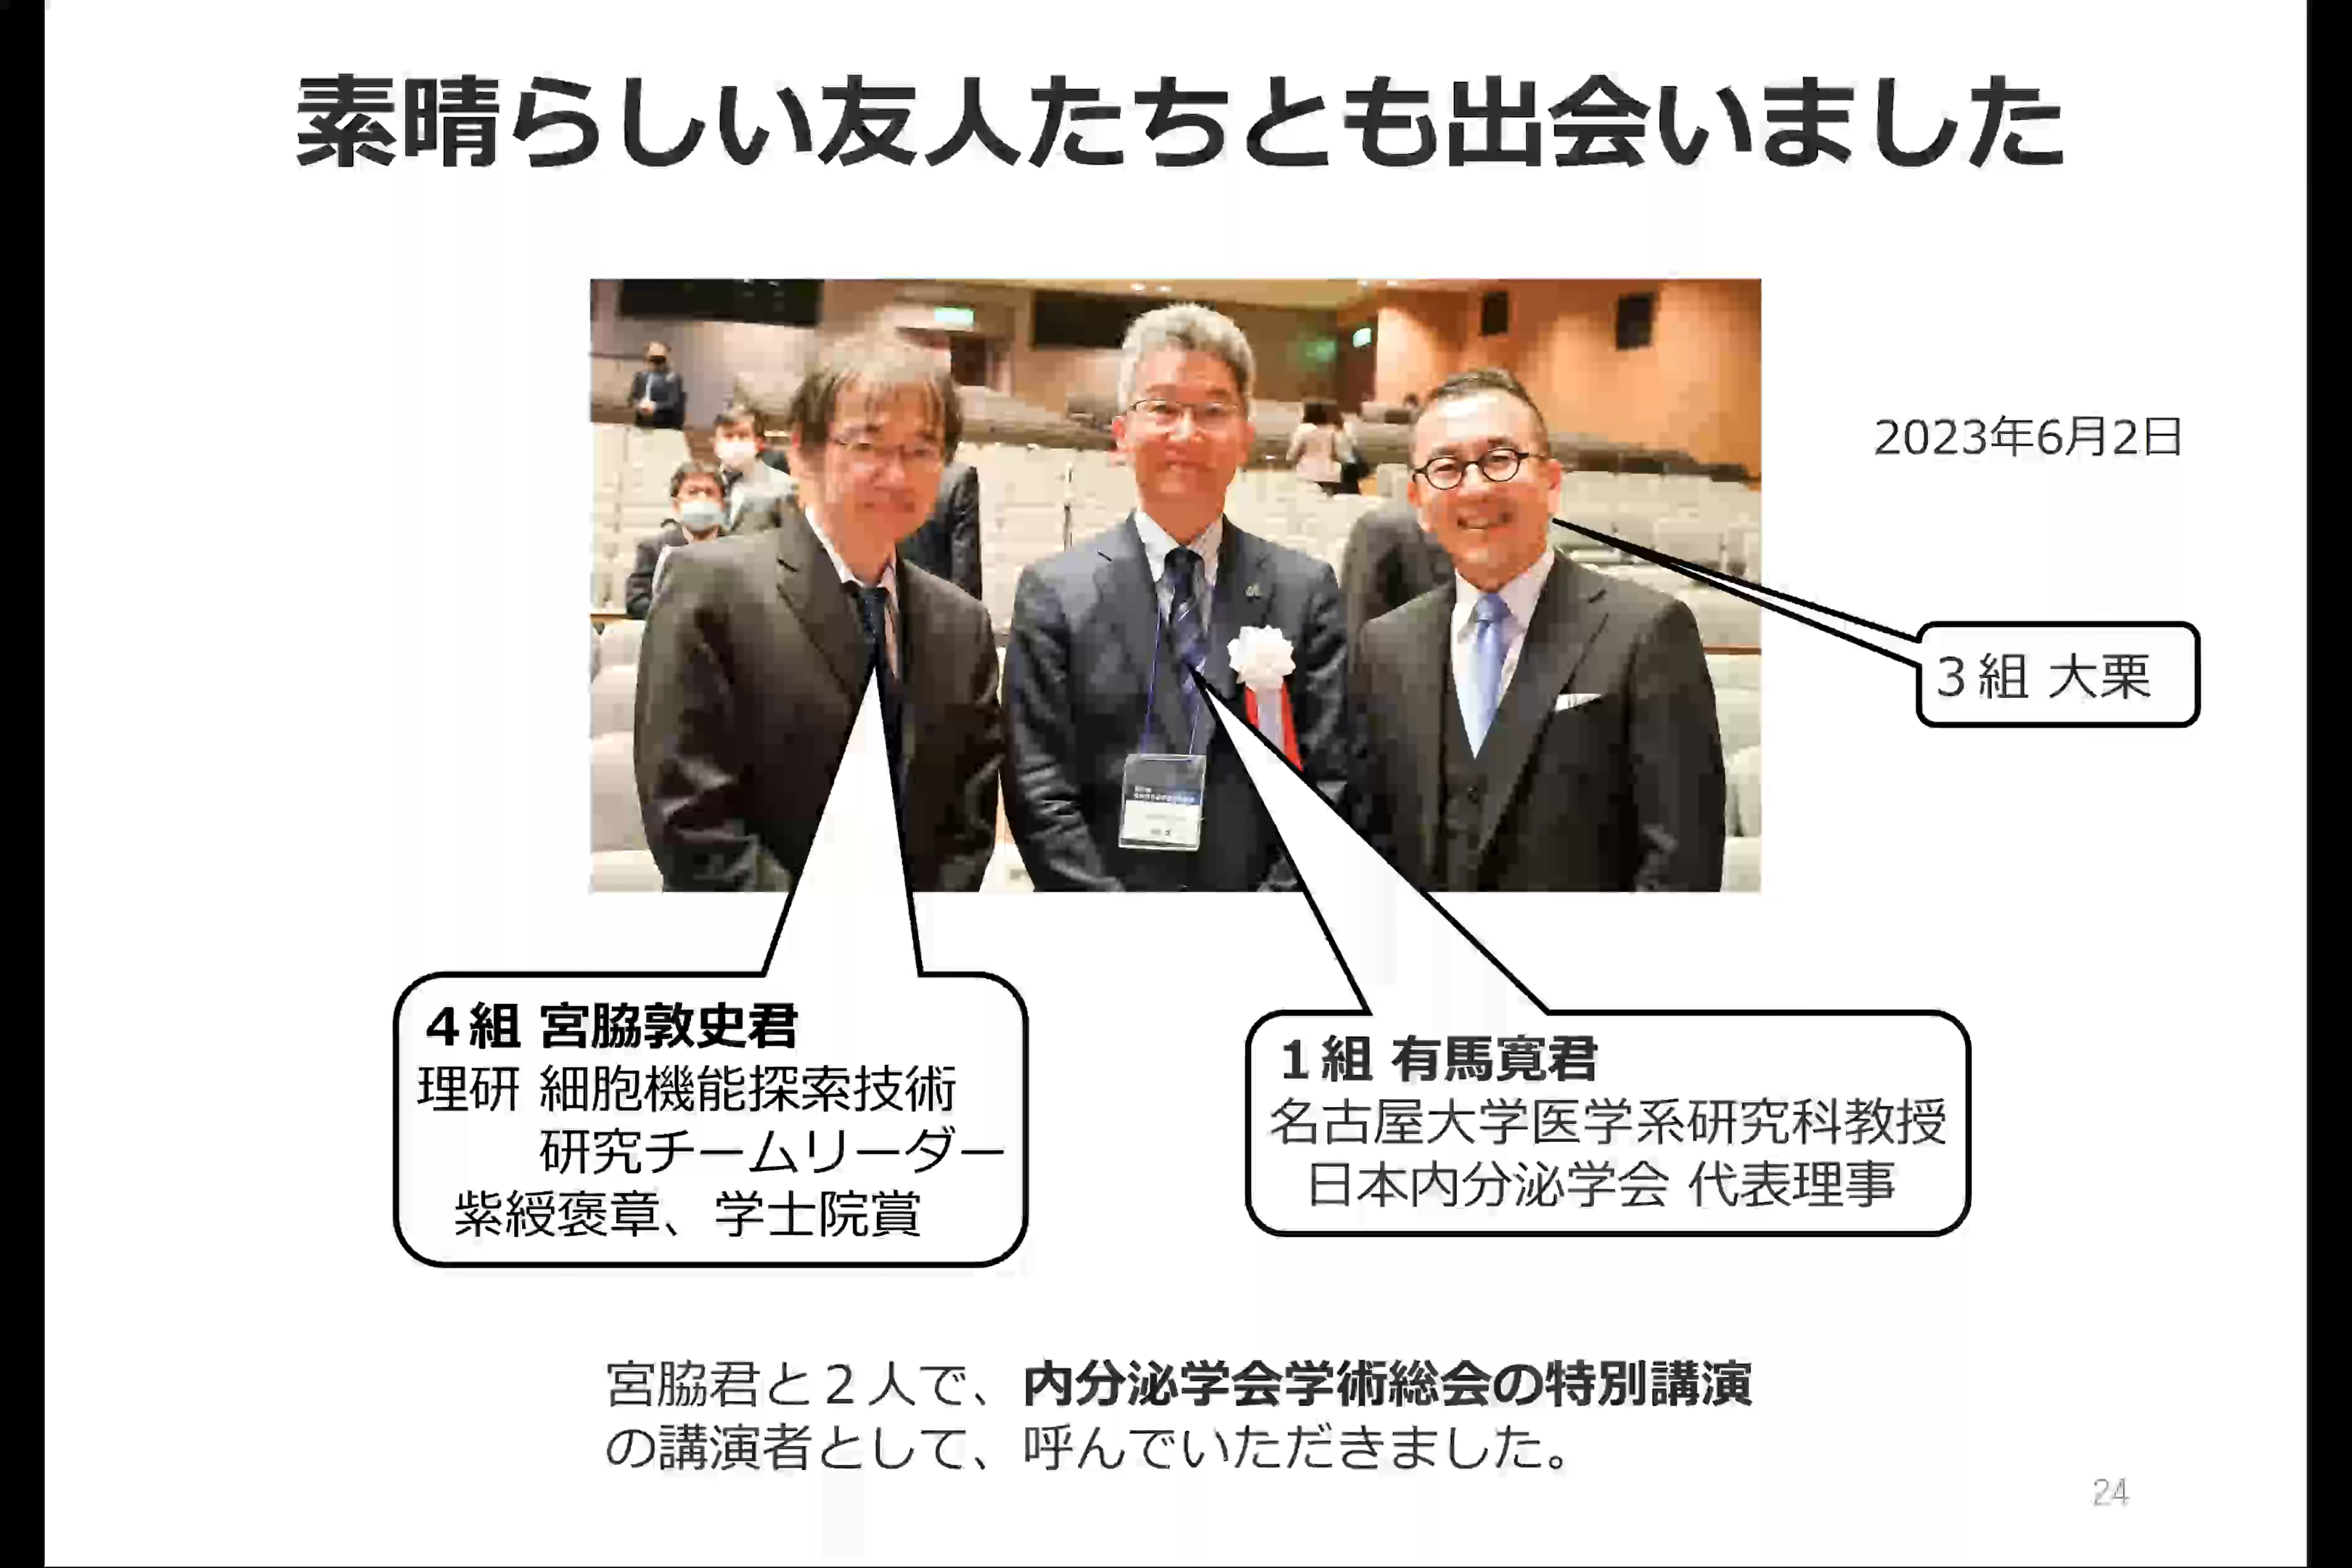 素晴らしい友人たちとも出会いました
2023年6月2日
３組 大栗
４組 宮脇敦史君
理研 細胞機能探索技術
研究チームリーダー
紫綬褒章、学士院賞
１組 有馬寛君
名古屋大学医学系研究科教授
日本内分泌学会 代表理事
宮脇君と２人で、内分泌学会学術総会の特別講演
の講演者として、呼んでいただきました。
24